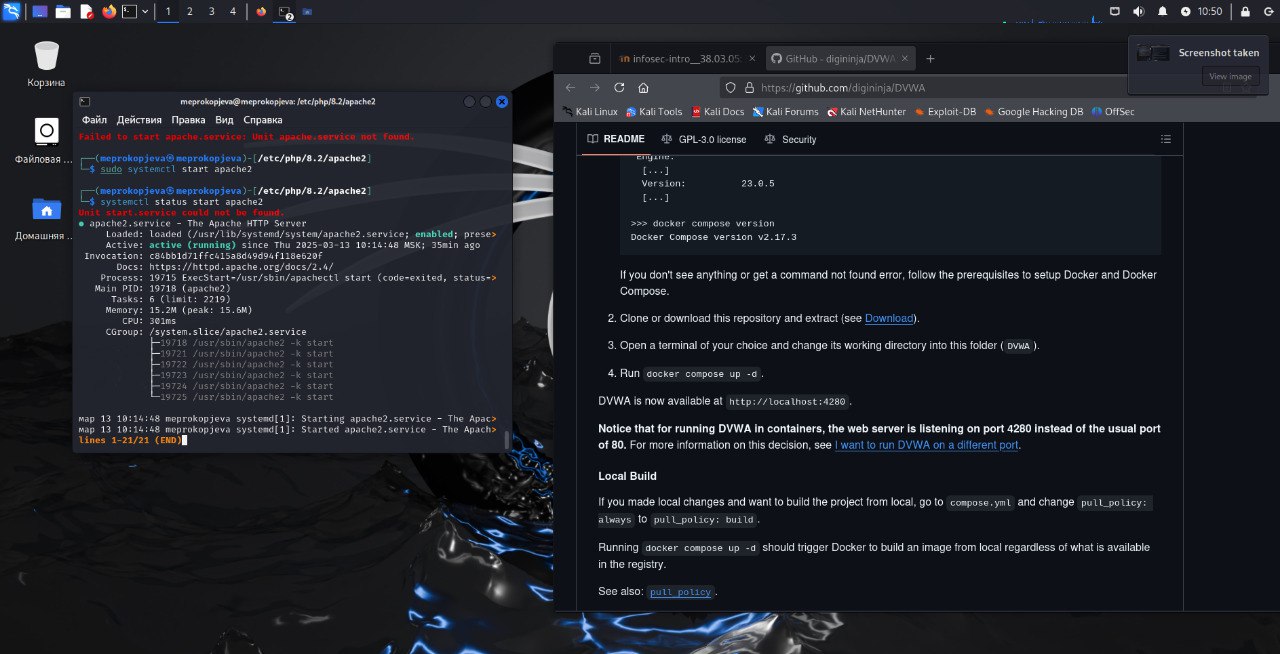 1 2 3 4
2
10:50
Корзина
Файловая ...
Домашняя ...
meprokopjeva@meprokopjeva: /etc/php/8.2/apache2
Файл Действия Правка Вид Справка
Failed to start apache.service: Unit apache.service not found.
┌──(meprokopjeva㉿meprokopjeva)-[/etc/php/8.2/apache2]
└─$ sudo systemctl start apache2
┌──(meprokopjeva㉿meprokopjeva)-[/etc/php/8.2/apache2]
└─$ systemctl status start apache2
Unit start.service could not be found.
● apache2.service - The Apache HTTP Server
Loaded: loaded (/usr/lib/systemd/system/apache2.service; enabled; prese>
Active: active (running) since Thu 2025-03-13 10:14:48 MSK; 35min ago
Invocation: c84bb1d71ffc415a8d49d94f118e620f
Docs: https://httpd.apache.org/docs/2.4/
Process: 19715 ExecStart=/usr/sbin/apachectl start (code=exited, status=>
Main PID: 19718 (apache2)
Tasks: 6 (limit: 2219)
Memory: 15.2M (peak: 15.6M)
CPU: 301ms
CGroup: /system.slice/apache2.service
├─19718 /usr/sbin/apache2 -k start
├─19721 /usr/sbin/apache2 -k start
├─19722 /usr/sbin/apache2 -k start
├─19723 /usr/sbin/apache2 -k start
├─19724 /usr/sbin/apache2 -k start
└─19725 /usr/sbin/apache2 -k start
мар 13 10:14:48 meprokopjeva systemd[1]: Starting apache2.service - The Apac>
мар 13 10:14:48 meprokopjeva systemd[1]: Started apache2.service - The Apach>
lines 1-21/21 (END)
infosec-intro__38.03.05
GitHub - digininja/DVWA
Screenshot taken
View image
https://github.com/digininja/DVWA
Kali Linux Kali Tools Kali Docs Kali Forums Kali NetHunter Exploit-DB Google Hacking DB OffSec
README GPL-3.0 license Security
Engine:
[...]
Version: 23.0.5
[...]
>>> docker compose version
Docker Compose version v2.17.3
If you don't see anything or get a command not found error, follow the prerequisites to setup Docker and Docker
Compose.
2. Clone or download this repository and extract (see Download).
3. Open a terminal of your choice and change its working directory into this folder ( DVWA ).
4. Run docker compose up -d .
DVWA is now available at http://localhost:4280 .
Notice that for running DVWA in containers, the web server is listening on port 4280 instead of the usual port
of 80. For more information on this decision, see I want to run DVWA on a different port.
Local Build
If you made local changes and want to build the project from local, go to compose.yml and change pull_policy:
always to pull_policy: build .
Running docker compose up -d should trigger Docker to build an image from local regardless of what is available
in the registry.
See also: pull_policy .